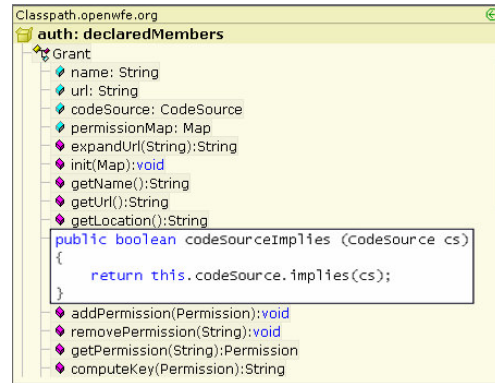 Classpath.openwfe.org
auth: declaredMembers
Grant
name: String
url: String
codeSource: CodeSource
permissionMap: Map
expandUrl(String):String
init(Map):void
getName():String
getUrl():String
getLocation():String
public boolean codeSourceImplies (CodeSource cs)
{
return this.codeSource.implies(cs);
}
addPermission(Permission):void
removePermission(String):void
getPermission(String):Permission
computeKey(Permission):String